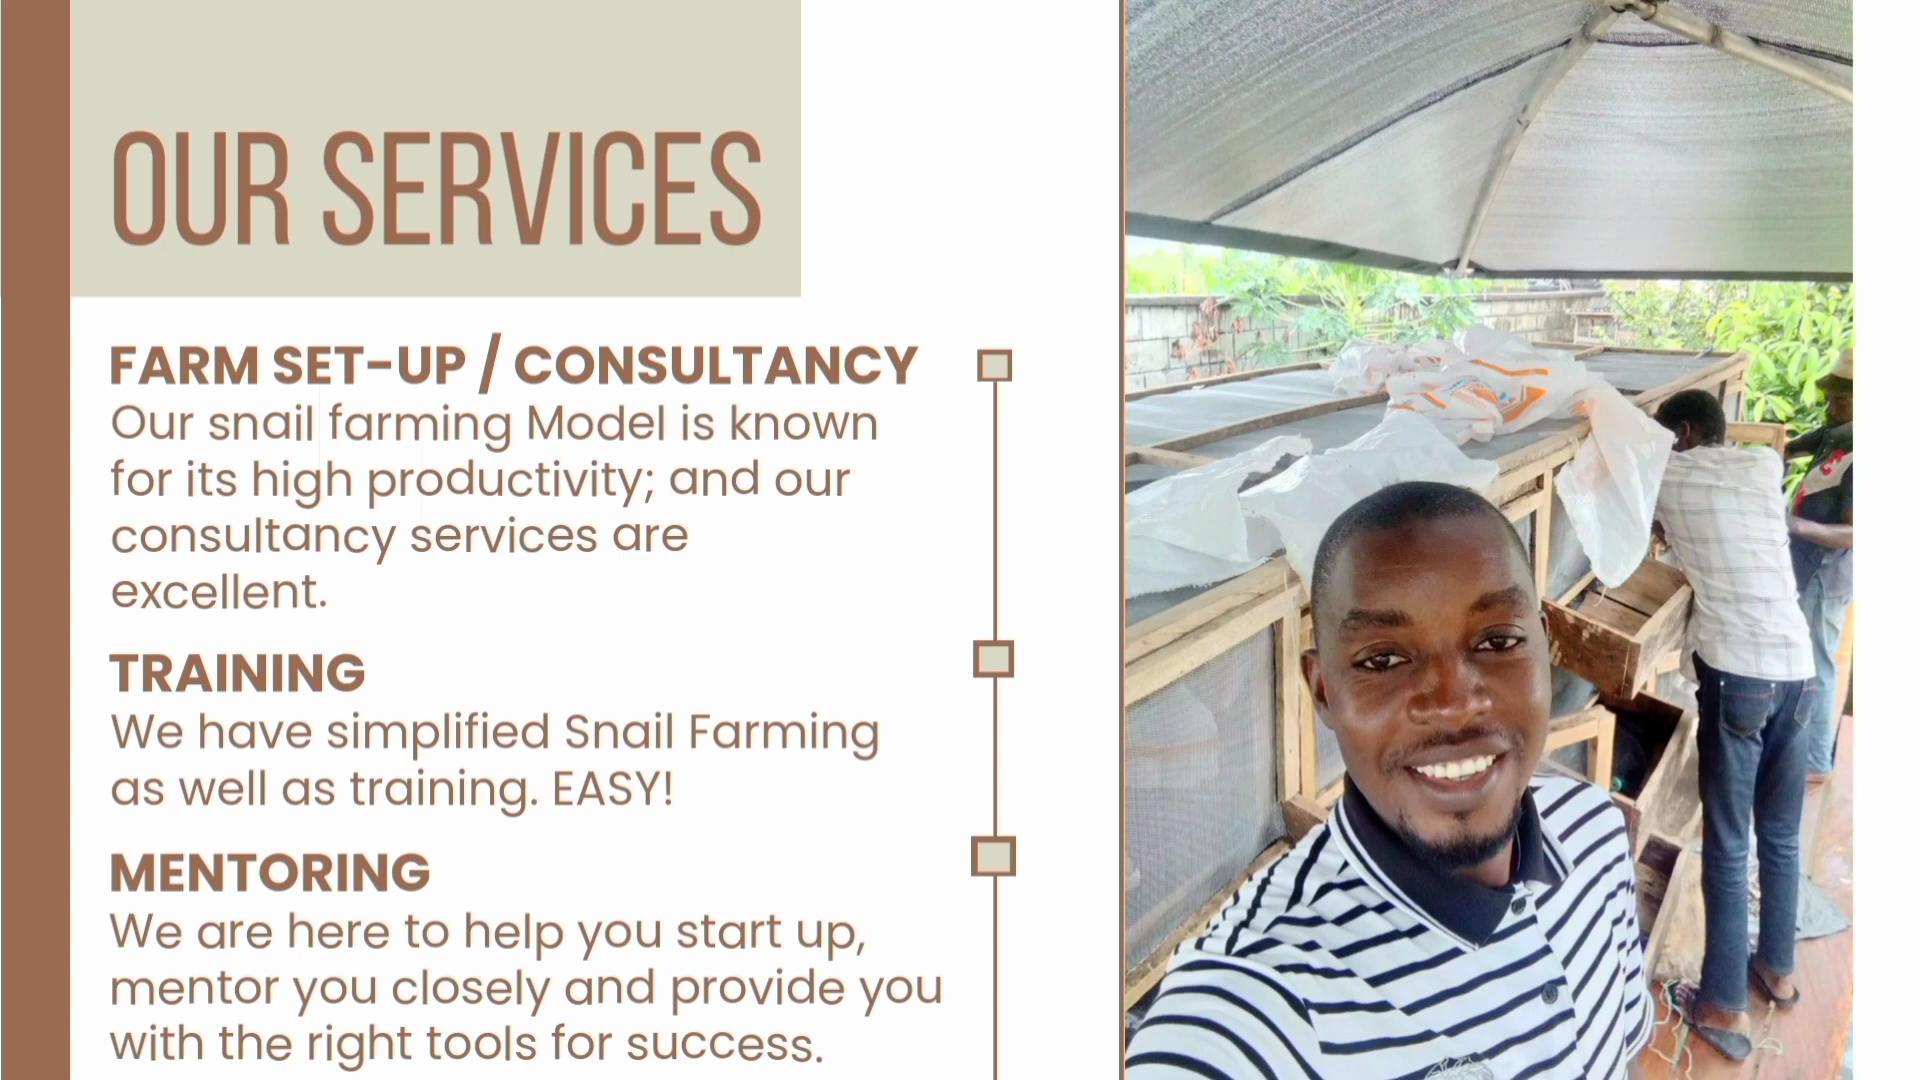 OUR SERVICES
FARM SET-UP / CONSULTANCY
Our snail farming Model is known
for its high productivity; and our
consultancy services are
excellent.
TRAINING
We have simplified Snail Farming
as well as training. EASY!
MENTORING
We are here to help you start up,
mentor you closely and provide you
with the right tools for success.